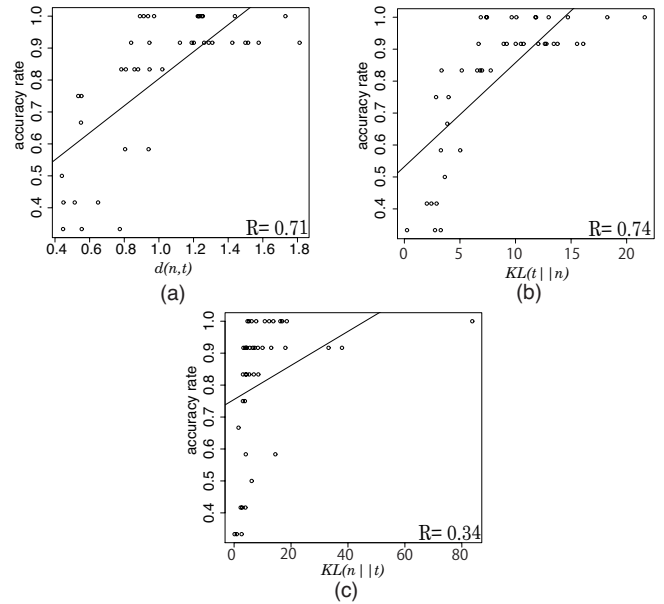 accuracy rate
1.0
0.9
0.8
0.7
0.6
0.5
0.4
R= 0.71
0.4 0.6 0.8 1.0 1.2 1.4 1.6 1.8
d(n,t)
(a)
accuracy rate
1.0
0.9
0.8
0.7
0.6
0.5
0.4
R= 0.74
0 5 10 15 20
KL(t||n)
(b)
accuracy rate
1.0
0.9
0.8
0.7
0.6
0.5
0.4
R= 0.34
0 20 40 60 80
KL(n||t)
(c)